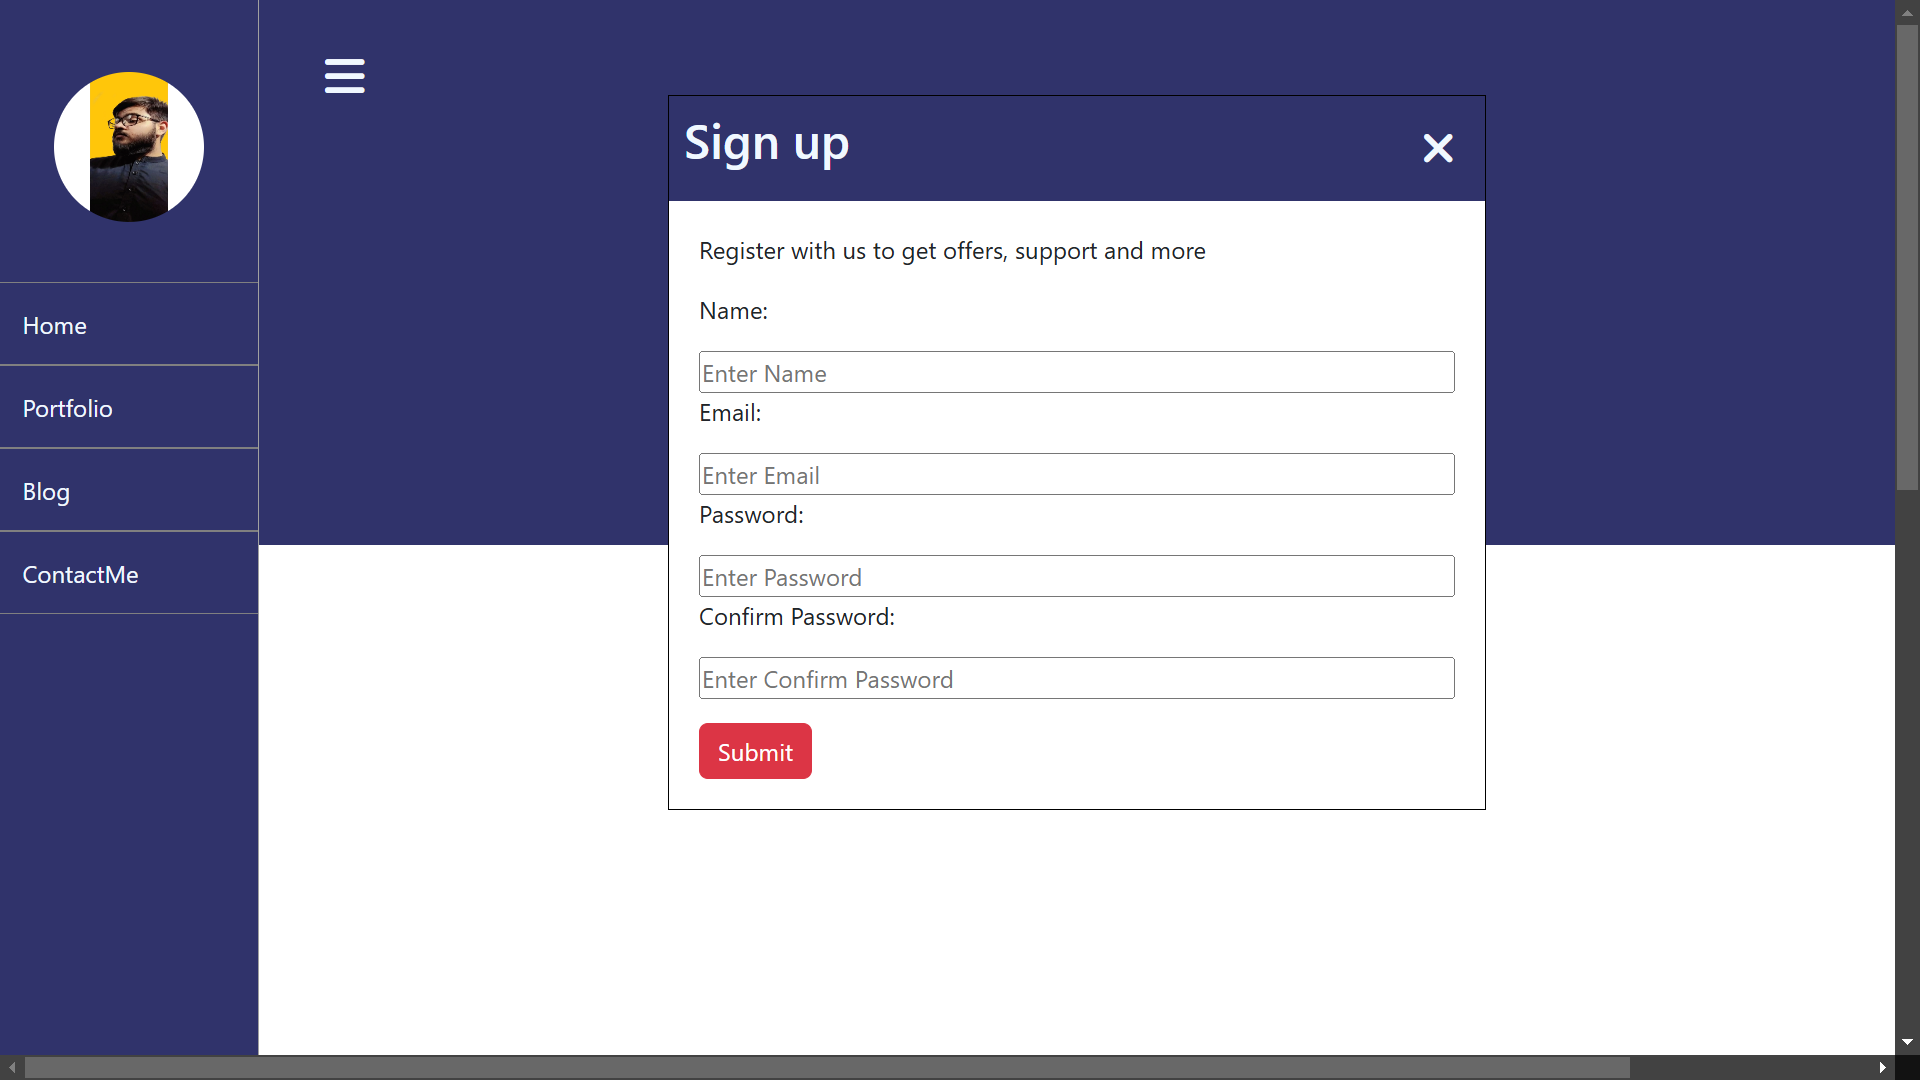 Home
Portfolio
Blog
ContactMe
Sign up
Register with us to get offers, support and more
Name:
Enter Name
Email:
Enter Email
Password:
Enter Password
Confirm Password:
Enter Confirm Password
Submit